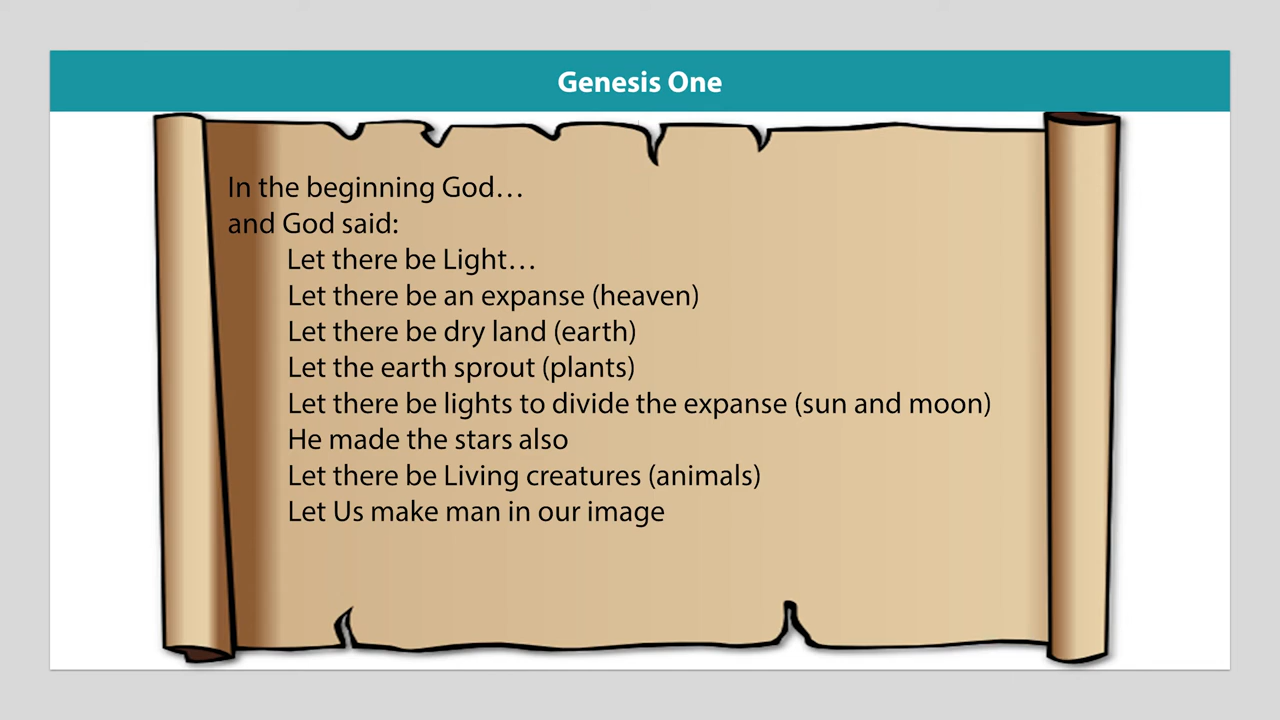 Genesis One
In the beginning God…
and God said:
Let there be Light…
Let there be an expanse (heaven)
Let there be dry land (earth)
Let the earth sprout (plants)
Let there be lights to divide the expanse (sun and moon)
He made the stars also
Let there be Living creatures (animals)
Let Us make man in our image